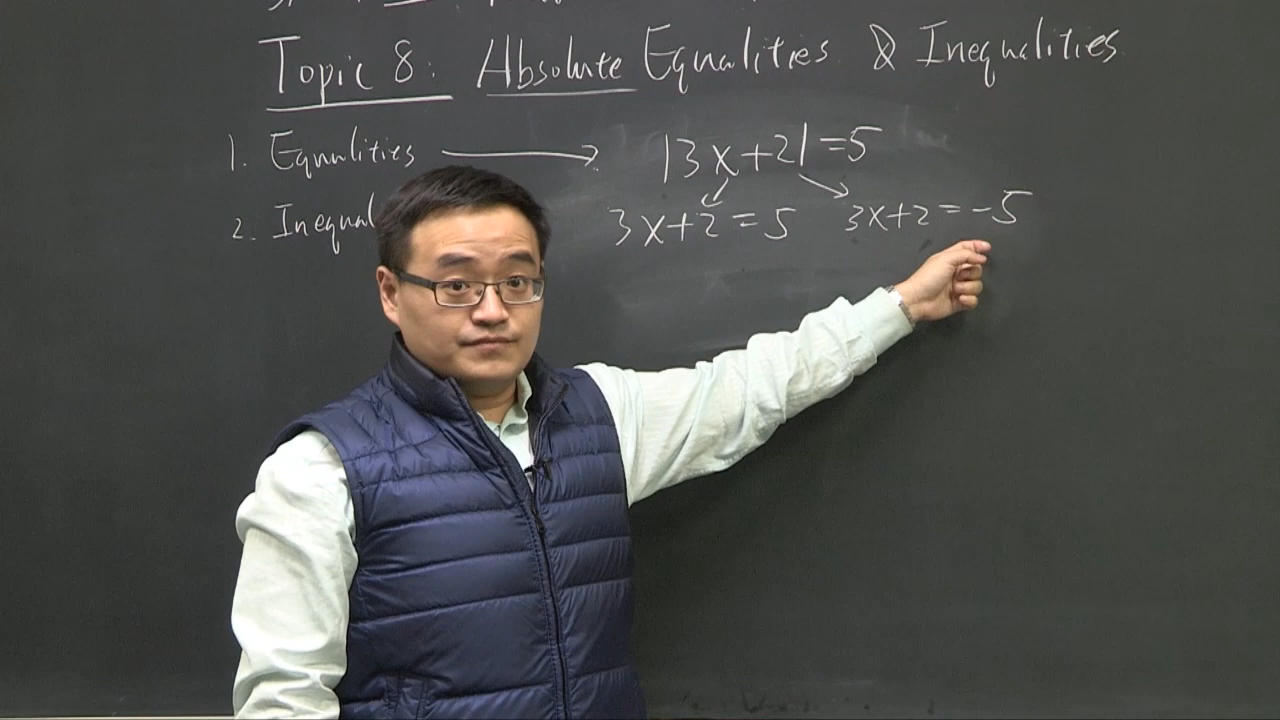 Topic 8: Absolute Equalities & Inequalities
1. Equalities → |3x+2|=5
2. Inequal
3x+2=5 3x+2=-5